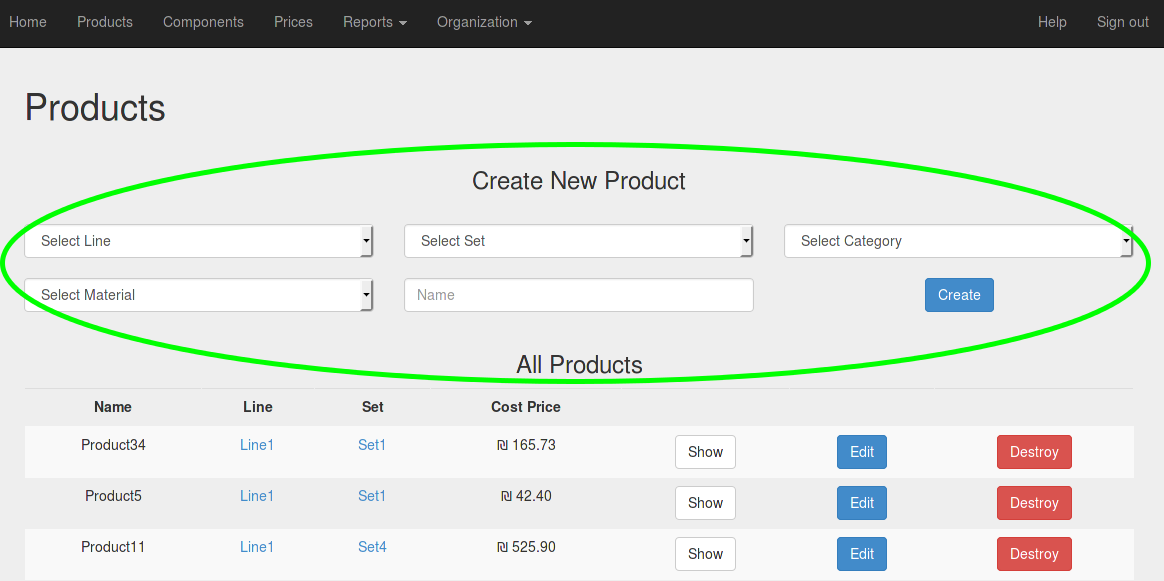 Home Products Components Prices Reports Organization Help Sign out
Products
Create New Product
Select Line Select Set Select Category
Select Material Name Create
All Products
Name Line Set Cost Price
Product34 Line1 Set1 ₪ 165.73 Show Edit Destroy
Product5 Line1 Set1 ₪ 42.40 Show Edit Destroy
Product11 Line1 Set4 ₪ 525.90 Show Edit Destroy